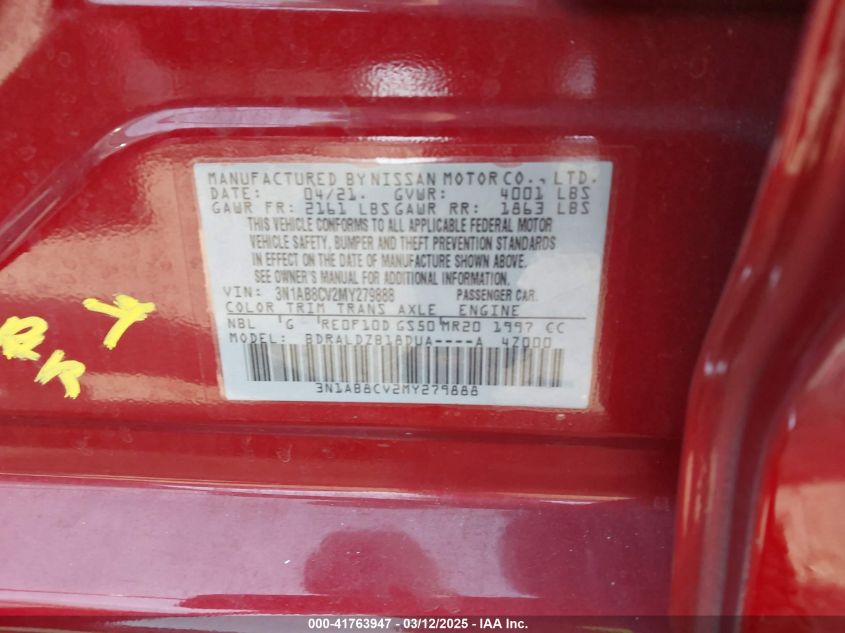 MANUFACTURED BY NISSAN MOTOR CO., LTD.
DATE: 04/21. GVWR: 4001 LBS
GAWR FR: 2161 LBS GAWR RR: 1863 LBS
THIS VEHICLE CONFORMS TO ALL APPLICABLE FEDERAL MOTOR
VEHICLE SAFETY, BUMPER AND THEFT PREVENTION STANDARDS
IN EFFECT ON THE DATE OF MANUFACTURE SHOWN ABOVE.
SEE OWNER'S MANUAL FOR ADDITIONAL INFORMATION.
VIN: 3N1AB8CV2MY279888 PASSENGER CAR.
COLOR TRIM TRANS AXLE ENGINE
NBL G RE0F10D GS50 MR20 1997 CC
MODEL: BDRALDZB18DUA----A 4Z000
3N1AB8CV2MY279888
000-41763947 - 03/12/2025 - IAA Inc.